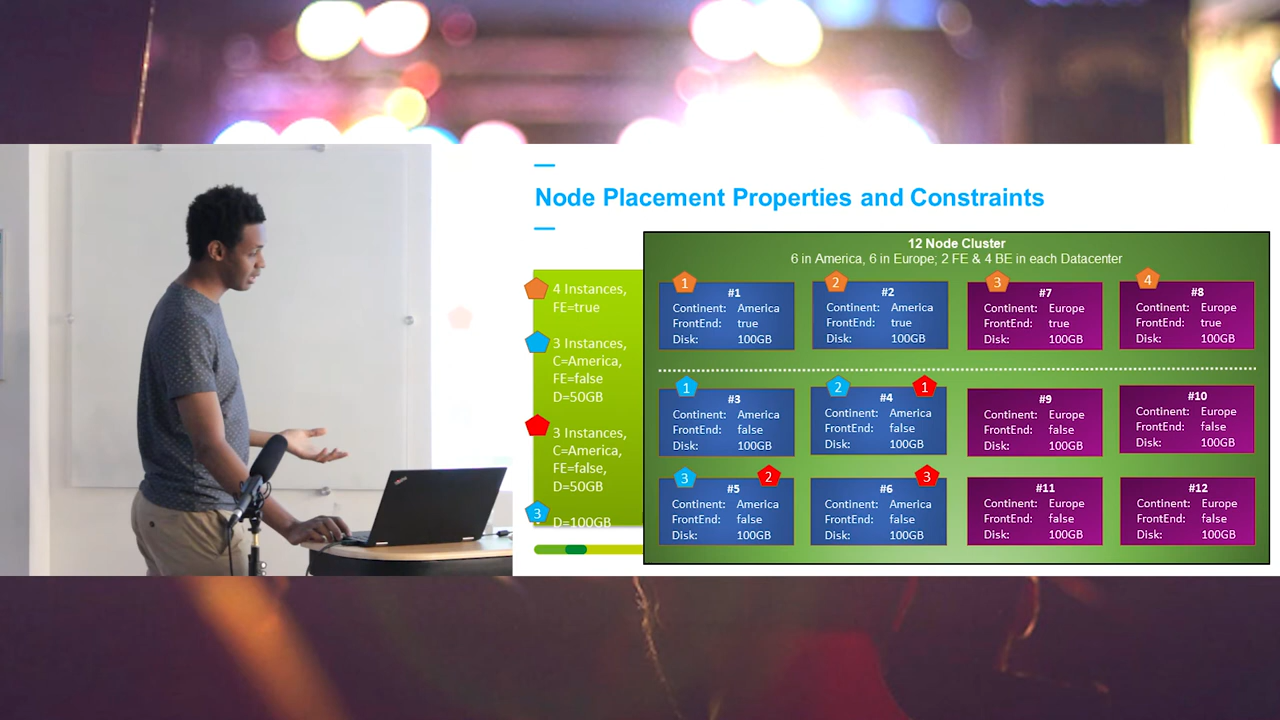 Node Placement Properties and Constraints
12 Node Cluster
6 in America, 6 in Europe; 2 FE & 4 BE in each Datacenter
4 Instances,
FE=true
3 Instances,
C=America,
FE=false
D=50GB
3 Instances,
C=America,
FE=false,
D=50GB
3
D=100GB
1
#1
Continent: America
FrontEnd: true
Disk: 100GB
2
#2
Continent: America
FrontEnd: true
Disk: 100GB
3
#7
Continent: Europe
FrontEnd: true
Disk: 100GB
4
#8
Continent: Europe
FrontEnd: true
Disk: 100GB
1
#3
Continent: America
FrontEnd: false
Disk: 100GB
2
1
#4
Continent: America
FrontEnd: false
Disk: 100GB
#9
Continent: Europe
FrontEnd: false
Disk: 100GB
#10
Continent: Europe
FrontEnd: false
Disk: 100GB
3
2
#5
Continent: America
FrontEnd: false
Disk: 100GB
3
#6
Continent: America
FrontEnd: false
Disk: 100GB
#11
Continent: Europe
FrontEnd: false
Disk: 100GB
#12
Continent: Europe
FrontEnd: false
Disk: 100GB